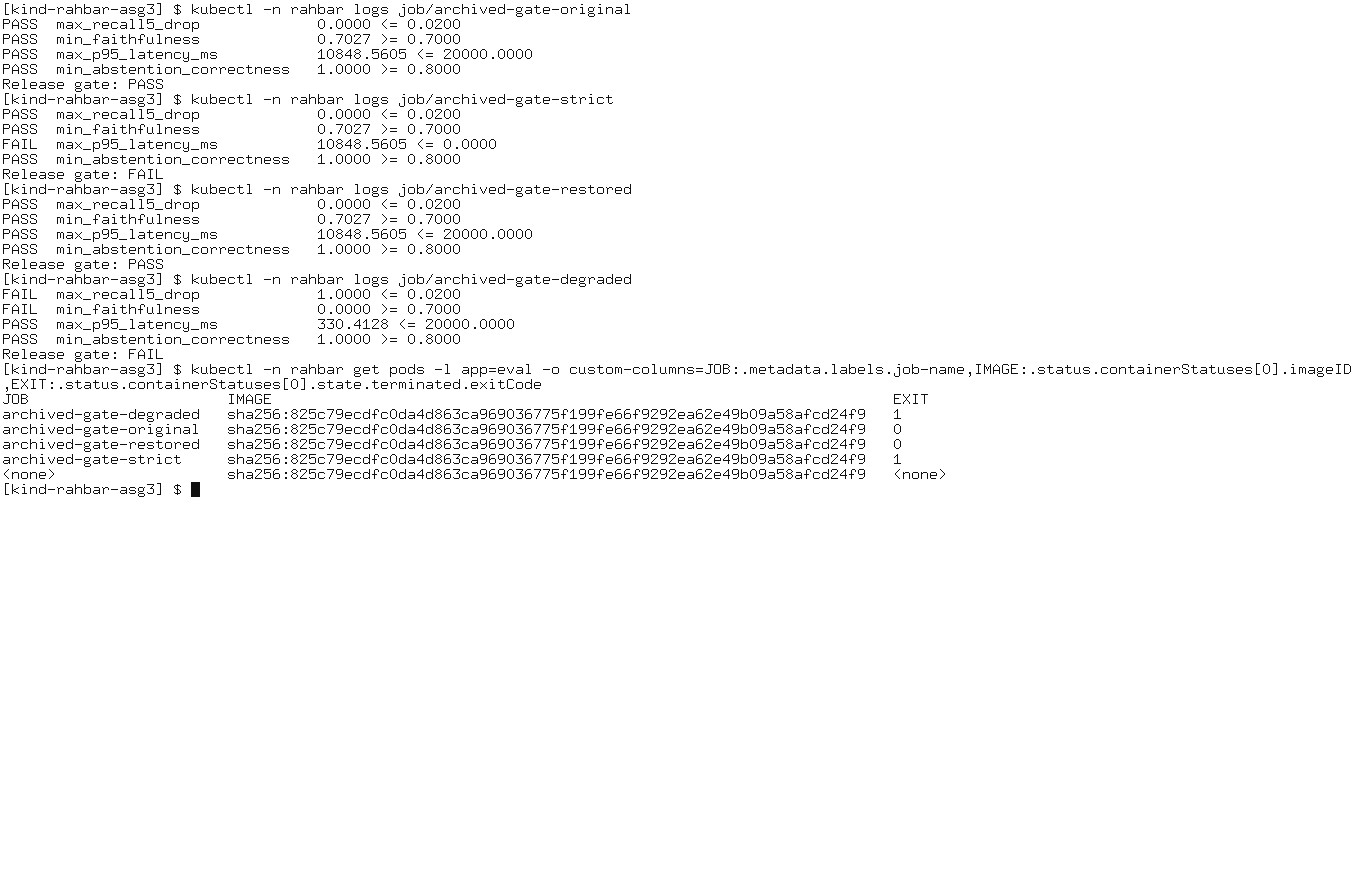 [kind-rahbar-asg3] $ kubectl -n rahbar logs job/archived-gate-original
PASS  max_recall5_drop             0.0000 <= 0.0200
PASS  min_faithfulness             0.7027 >= 0.7000
PASS  max_p95_latency_ms           10848.5605 <= 20000.0000
PASS  min_abstention_correctness   1.0000 >= 0.8000
Release gate: PASS
[kind-rahbar-asg3] $ kubectl -n rahbar logs job/archived-gate-strict
PASS  max_recall5_drop             0.0000 <= 0.0200
PASS  min_faithfulness             0.7027 >= 0.7000
FAIL  max_p95_latency_ms           10848.5605 <= 0.0000
PASS  min_abstention_correctness   1.0000 >= 0.8000
Release gate: FAIL
[kind-rahbar-asg3] $ kubectl -n rahbar logs job/archived-gate-restored
PASS  max_recall5_drop             0.0000 <= 0.0200
PASS  min_faithfulness             0.7027 >= 0.7000
PASS  max_p95_latency_ms           10848.5605 <= 20000.0000
PASS  min_abstention_correctness   1.0000 >= 0.8000
Release gate: PASS
[kind-rahbar-asg3] $ kubectl -n rahbar logs job/archived-gate-degraded
FAIL  max_recall5_drop             1.0000 <= 0.0200
FAIL  min_faithfulness             0.0000 >= 0.7000
PASS  max_p95_latency_ms           330.4128 <= 20000.0000
PASS  min_abstention_correctness   1.0000 >= 0.8000
Release gate: FAIL
[kind-rahbar-asg3] $ kubectl -n rahbar get pods -l app=eval -o custom-columns=JOB:.metadata.labels.job-name,IMAGE:.status.containerStatuses[0].imageID
,EXIT:.status.containerStatuses[0].state.terminated.exitCode
JOB                      IMAGE                                                                     EXIT
archived-gate-degraded   sha256:825c79ecdfc0da4d863ca969036775f199fe66f9292ea62e49b09a58afcd24f9   1
archived-gate-original   sha256:825c79ecdfc0da4d863ca969036775f199fe66f9292ea62e49b09a58afcd24f9   0
archived-gate-restored   sha256:825c79ecdfc0da4d863ca969036775f199fe66f9292ea62e49b09a58afcd24f9   0
archived-gate-strict     sha256:825c79ecdfc0da4d863ca969036775f199fe66f9292ea62e49b09a58afcd24f9   1
<none>                   sha256:825c79ecdfc0da4d863ca969036775f199fe66f9292ea62e49b09a58afcd24f9   <none>
[kind-rahbar-asg3] $